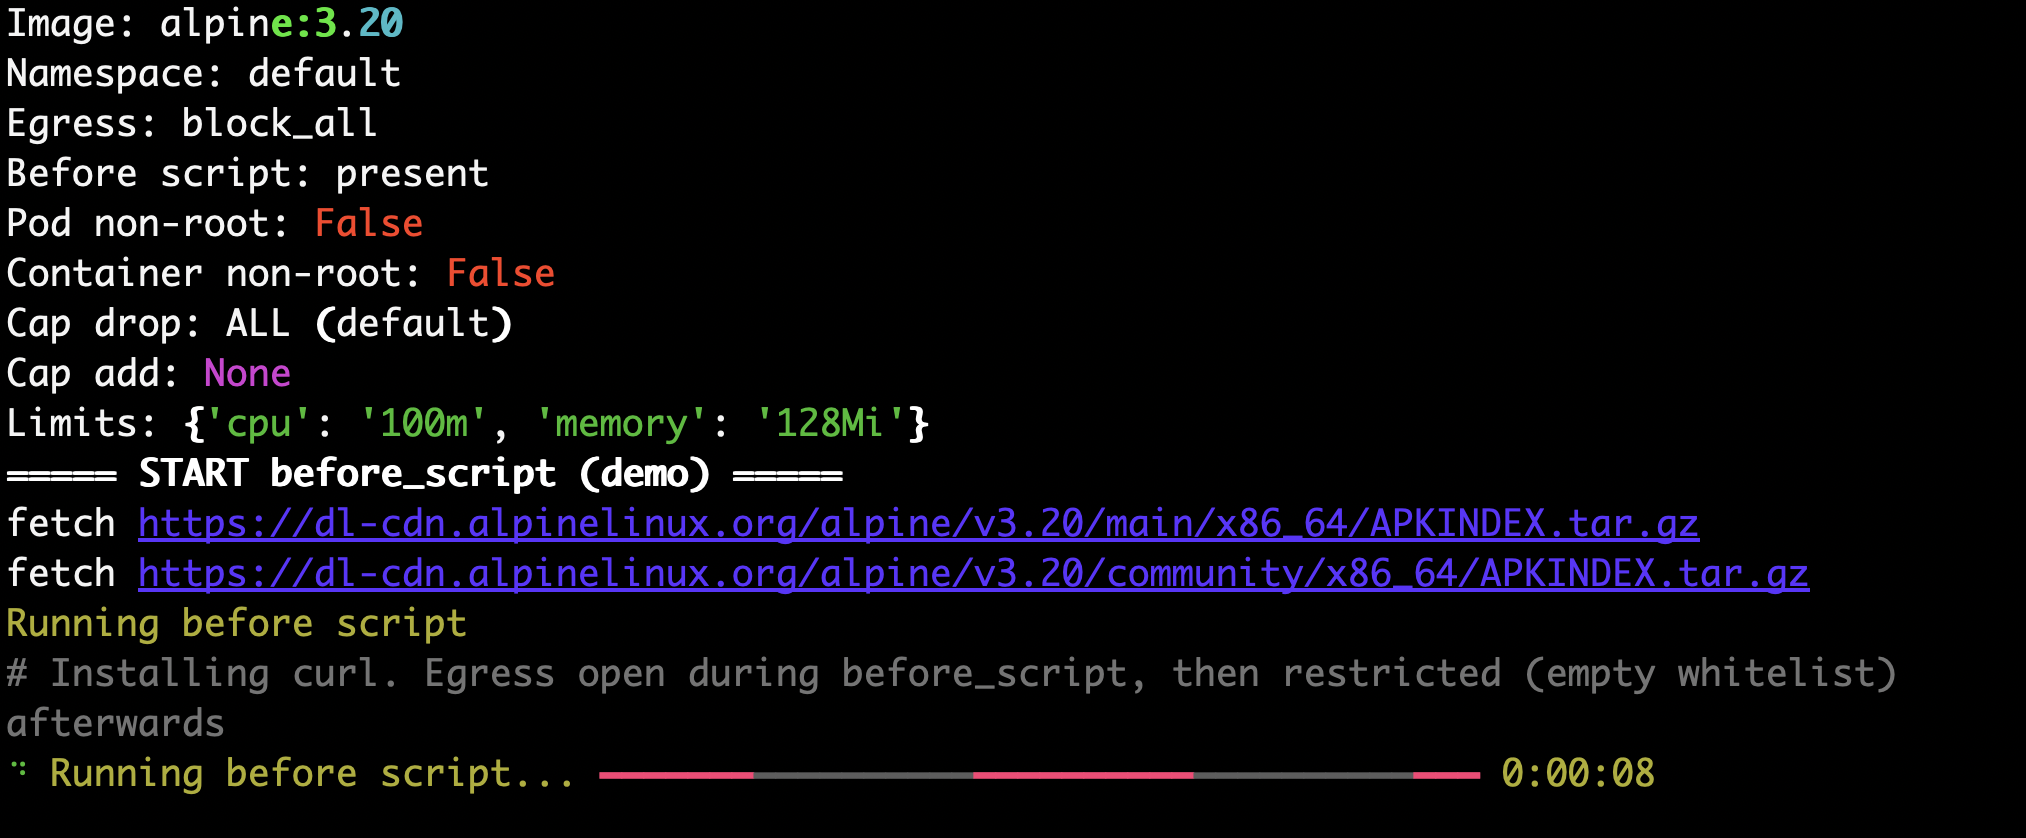 Image: alpine:3.20
Namespace: default
Egress: block_all
Before script: present
Pod non-root: False
Container non-root: False
Cap drop: ALL (default)
Cap add: None
Limits: {'cpu': '100m', 'memory': '128Mi'}
===== START before_script (demo) =====
fetch https://dl-cdn.alpinelinux.org/alpine/v3.20/main/x86_64/APKINDEX.tar.gz
fetch https://dl-cdn.alpinelinux.org/alpine/v3.20/community/x86_64/APKINDEX.tar.gz
Running before script
# Installing curl. Egress open during before_script, then restricted (empty whitelist)
afterwards
Running before script... 0:00:08